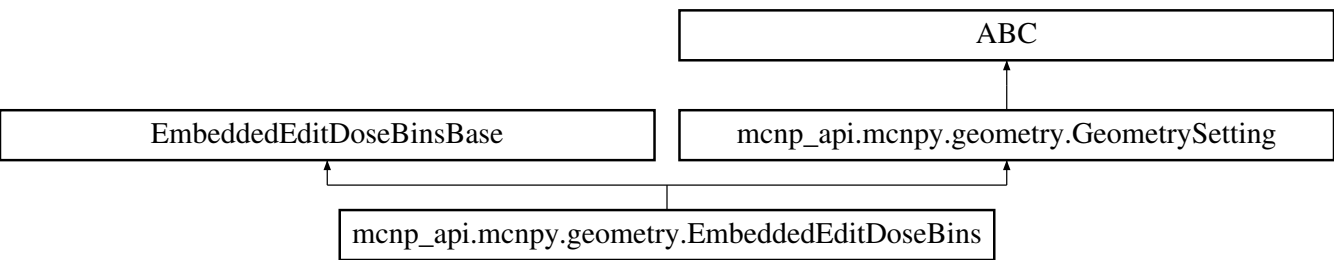 ABC
EmbeddedEditDoseBinsBase
mcnp_api.mcnpy.geometry.GeometrySetting
mcnp_api.mcnpy.geometry.EmbeddedEditDoseBins